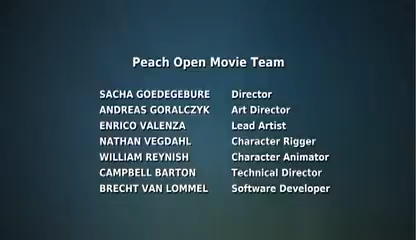 Peach Open Movie Team
SACHA GOEDEGEBURE Director
ANDREAS GORALCZYK Art Director
ENRICO VALENZA Lead Artist
NATHAN VEGDAHL Character Rigger
WILLIAM REYNISH Character Animator
CAMPBELL BARTON Technical Director
BRECHT VAN LOMMEL Software Developer